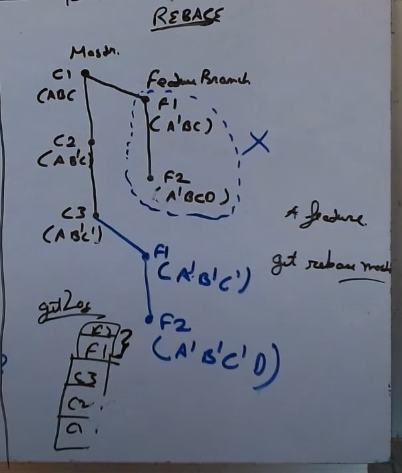 REBASE
Master.
C1
(ABC
Feature Branch
F1
(A'BC)
C2
(AB'C)
F2
(A'BCD)
X
C3
(AB'C')
F1
(A'B'C')
F2
(A'B'C'D)
A feature.
git rebase
git Log
F2
F1
C3
C2
C1